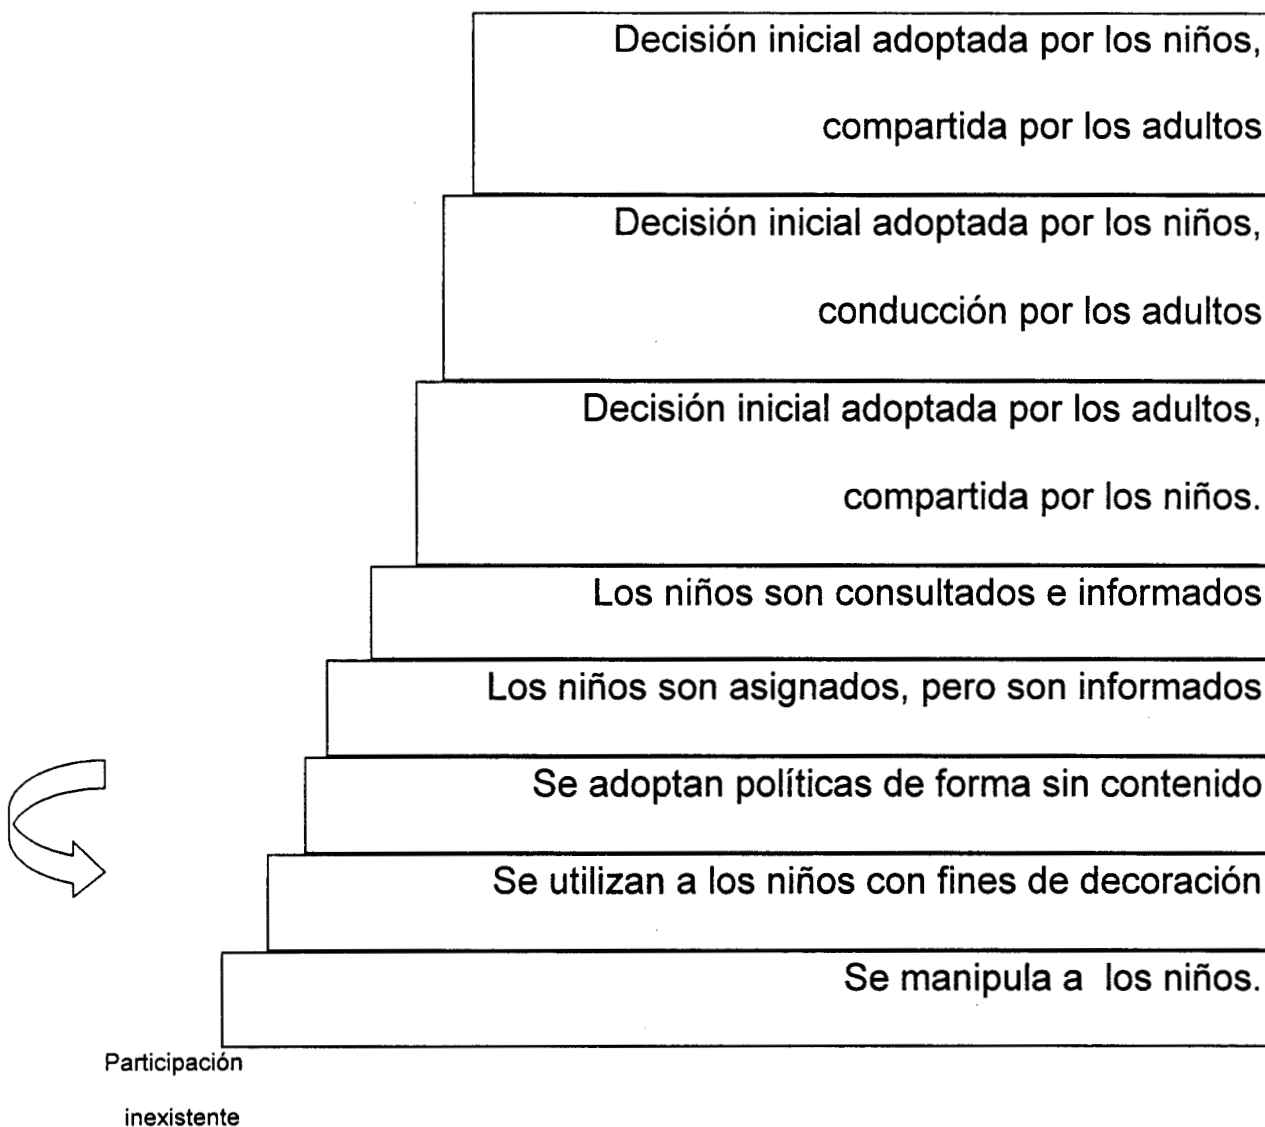 Decisión inicial adoptada por los niños,
compartida por los adultos
Decisión inicial adoptada por los niños,
conducción por los adultos
Decisión inicial adoptada por los adultos,
compartida por los niños.
Los niños son consultados e informados
Los niños son asignados, pero son informados
Se adoptan políticas de forma sin contenido
Se utilizan a los niños con fines de decoración
Se manipula a  los niños.
Participación
inexistente